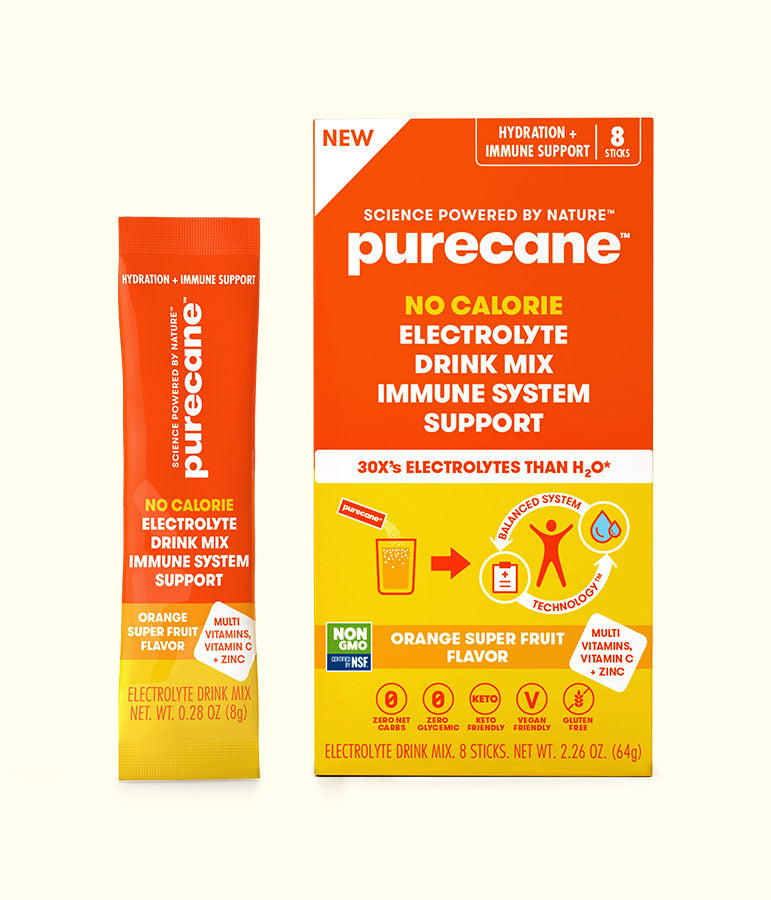 HYDRATION + IMMUNE SUPPORT
SCIENCE POWERED BY NATURE™
purecane™
NO CALORIE
ELECTROLYTE
DRINK MIX
IMMUNE SYSTEM
SUPPORT
ORANGE
SUPER FRUIT
FLAVOR
MULTI
VITAMINS,
VITAMIN C
+ ZINC
ELECTROLYTE DRINK MIX
NET. WT. 0.28 OZ (8g)
NEW
HYDRATION +
IMMUNE SUPPORT
8
STICKS
SCIENCE POWERED BY NATURE™
purecane™
NO CALORIE
ELECTROLYTE
DRINK MIX
IMMUNE SYSTEM
SUPPORT
30X's ELECTROLYTES THAN H₂O*
purecane™
BALANCED SYSTEM
TECHNOLOGY™
NON
GMO
CERTIFIED
BY NSF.
ORANGE SUPER FRUIT
FLAVOR
MULTI
VITAMINS,
VITAMIN C
+ ZINC
0
ZERO NET
CARBS
0
ZERO
GLYCEMIC
KETO
KETO
FRIENDLY
V
VEGAN
FRIENDLY
GLUTEN
FREE
ELECTROLYTE DRINK MIX. 8 STICKS. NET WT. 2.26 OZ. (64g)